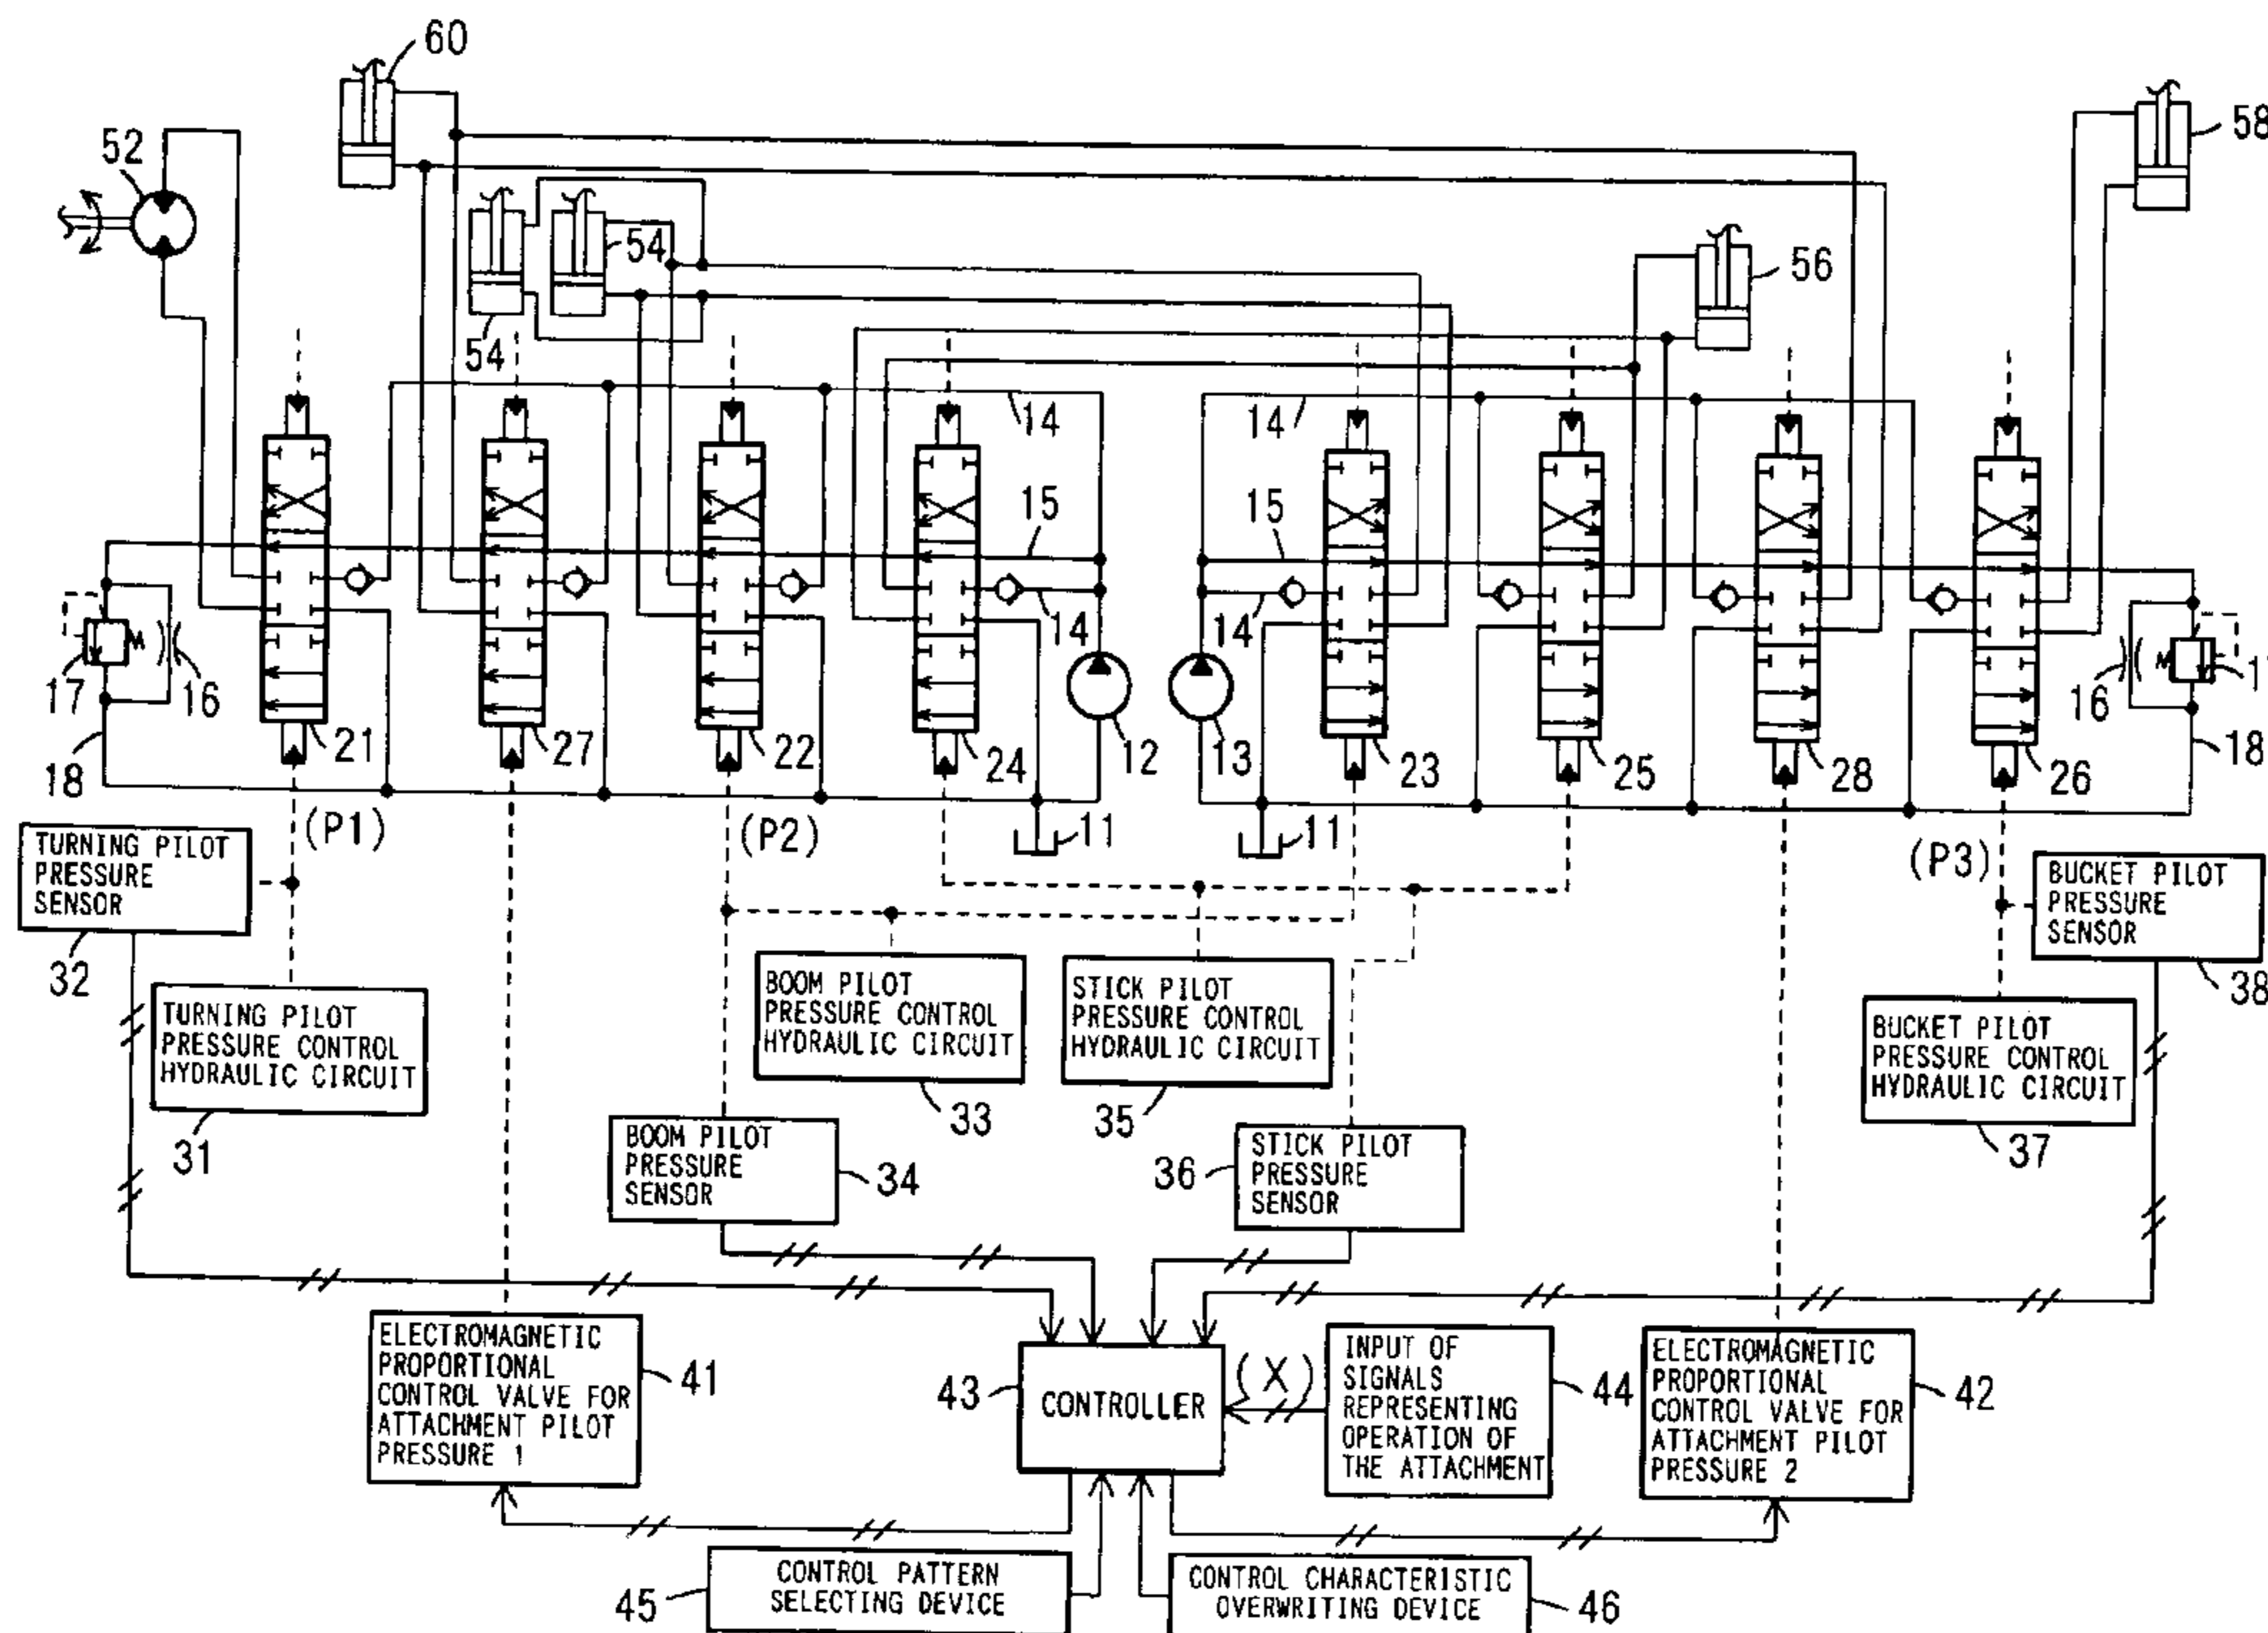 60
52
58
54
56
54
14
14
15
15
14
14
17
16
16
18
21
27
22
24
12
13
23
25
28
26
18
(P1)
(P2)
11
11
(P3)
TURNING PILOT
PRESSURE
SENSOR
32
TURNING PILOT
PRESSURE CONTROL
HYDRAULIC CIRCUIT
31
BOOM PILOT
PRESSURE CONTROL
HYDRAULIC CIRCUIT
33
STICK PILOT
PRESSURE CONTROL
HYDRAULIC CIRCUIT
35
BUCKET PILOT
PRESSURE
SENSOR
38
BUCKET PILOT
PRESSURE CONTROL
HYDRAULIC CIRCUIT
37
BOOM PILOT
PRESSURE
SENSOR
34
STICK PILOT
PRESSURE
SENSOR
36
ELECTROMAGNETIC
PROPORTIONAL
CONTROL VALVE FOR
ATTACHMENT PILOT
PRESSURE 1
41
43
CONTROLLER
(X)
INPUT OF
SIGNALS
REPRESENTING
OPERATION OF
THE ATTACHMENT
44
ELECTROMAGNETIC
PROPORTIONAL
CONTROL VALVE FOR
ATTACHMENT PILOT
PRESSURE 2
42
CONTROL PATTERN
SELECTING DEVICE
45
CONTROL CHARACTERISTIC
OVERWRITING DEVICE
46